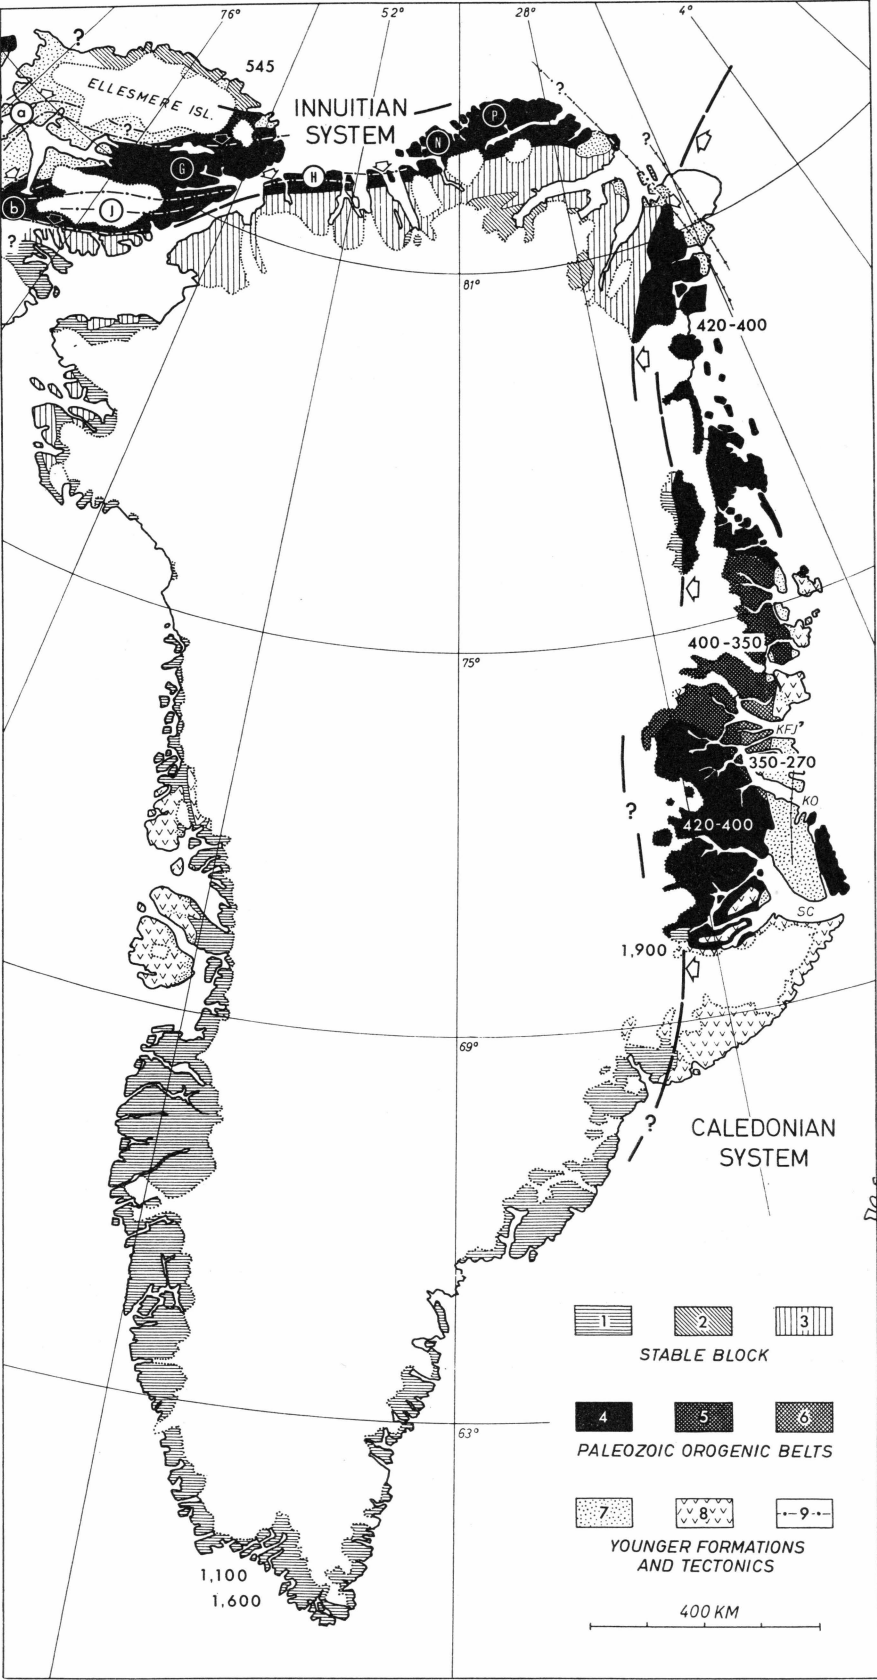 76°
52°
28°
4°
?
545
ELLESMERE ISL.
INNUITIAN
SYSTEM
?
?
a
?
P
N
G
H
b
J
?
81°
420-400
75°
400-350
KFJ
350-270
KO
?
420-400
SC
1,900
69°
?
CALEDONIAN
SYSTEM
1
2
3
STABLE BLOCK
4
5
6
PALEOZOIC OROGENIC BELTS
63°
7
8
9
YOUNGER FORMATIONS
AND TECTONICS
1,100
1,600
400 KM